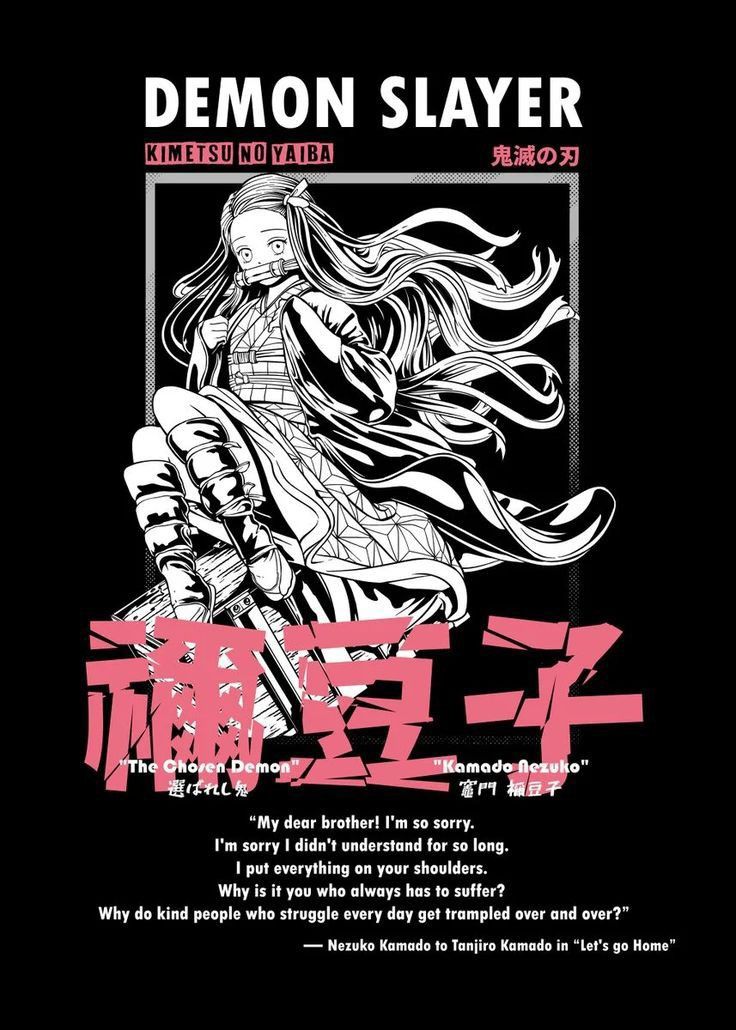 DEMON SLAYER
KIMETSU NO YAIBA
鬼滅の刃
禰豆子
"The Chosen Demon"
"Kamado Nezuko"
選ばれし鬼
竈門 禰豆子
“My dear brother! I'm so sorry.
I'm sorry I didn't understand for so long.
I put everything on your shoulders.
Why is it you who always has to suffer?
Why do kind people who struggle every day get trampled over and over?”
— Nezuko Kamado to Tanjiro Kamado in “Let's go Home”